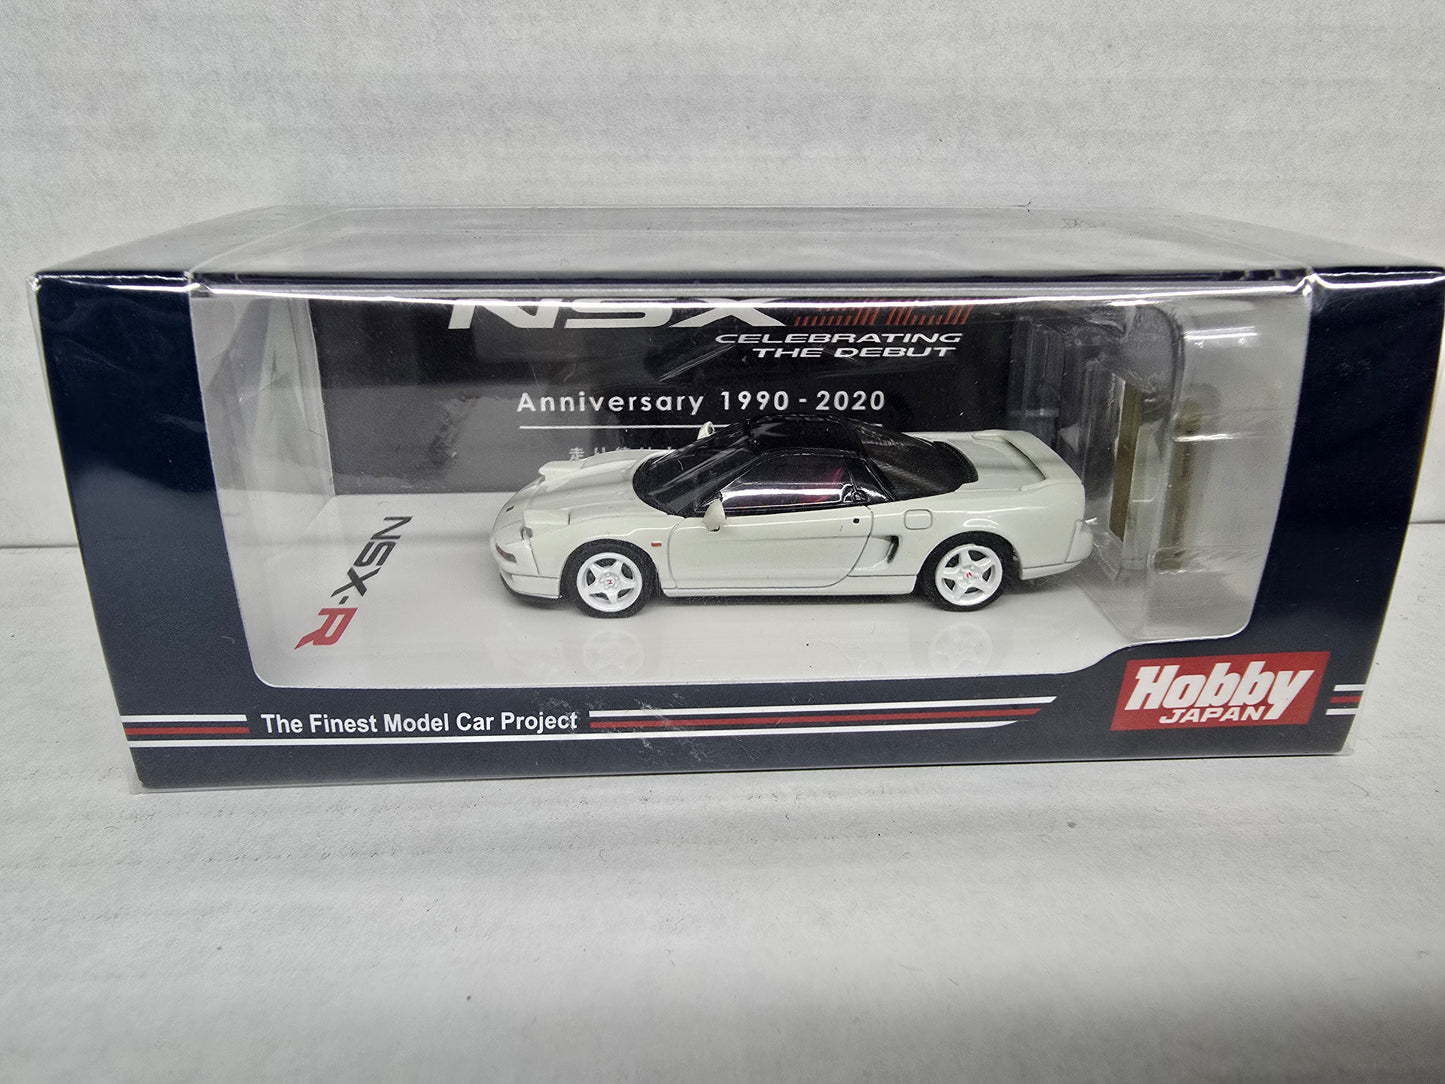 NSX
CELEBRATING
THE DEBUT
Anniversary 1990 - 2020
NSX-R
The Finest Model Car Project
Hobby
JAPAN